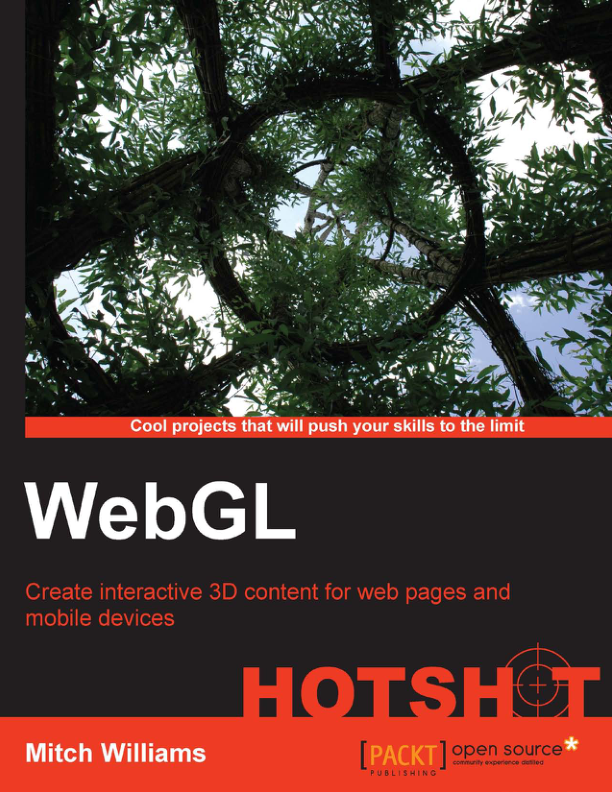 Cool projects that will push your skills to the limit
WebGL
Create interactive 3D content for web pages and
mobile devices
HOTSHOT
Mitch Williams
[PACKT]
PUBLISHING
open source*
community experience distilled